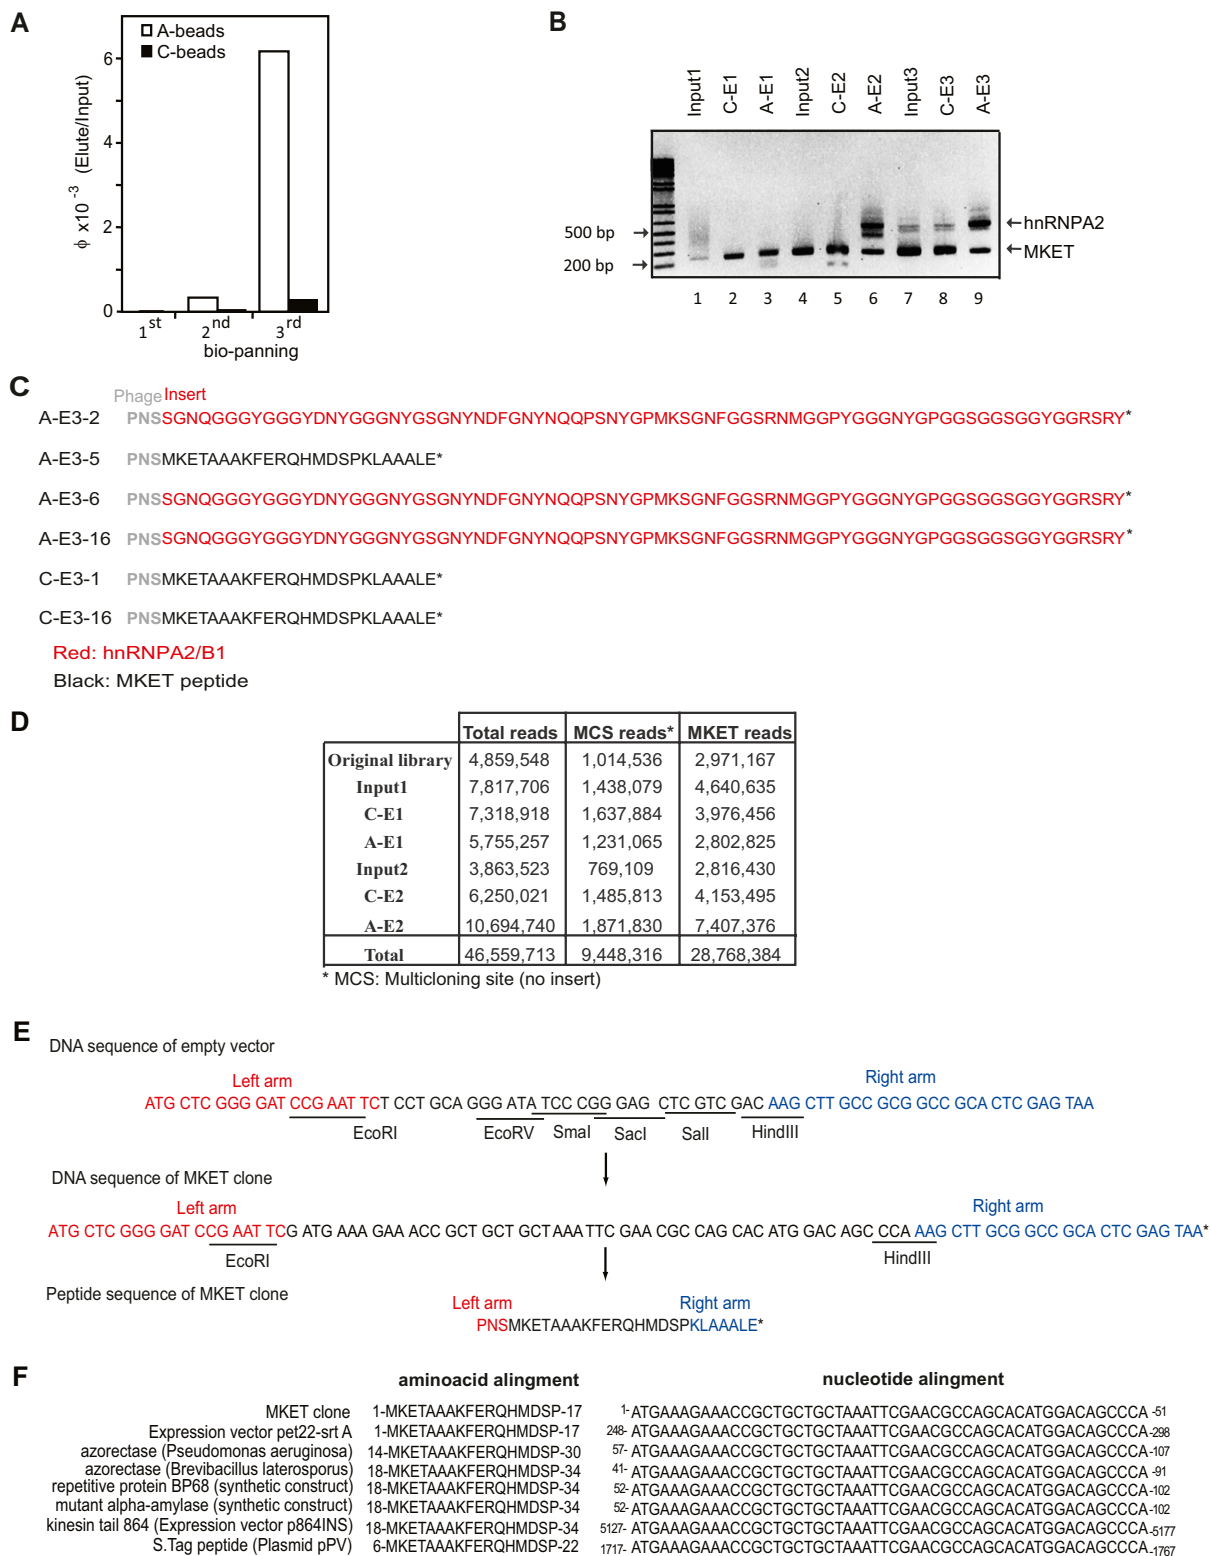 A
A-beads
C-beads
ϕ x10 -3 (Elute/Input)
6
4
2
0
1st 2nd 3rd
bio-panning
B
Input1 C-E1 A-E1 Input2 C-E2 A-E2 Input3 C-E3 A-E3
500 bp
200 bp
←hnRNPA2
←MKET
1 2 3 4 5 6 7 8 9
C
Phage Insert
A-E3-2 PNSSGNQGGGYGGGYDNYGGGNYGSGNYNDFGNYNQQPSNYGPMKSGNFGGSRNMGGPYGGGNYGPGGSGGSGGYGGRSRY*
A-E3-5 PNSMKETAAAKFERQHMDSPKLAAALE*
A-E3-6 PNSSGNQGGGYGGGYDNYGGGNYGSGNYNDFGNYNQQPSNYGPMKSGNFGGSRNMGGPYGGGNYGPGGSGGSGGYGGRSRY*
A-E3-16 PNSSGNQGGGYGGGYDNYGGGNYGSGNYNDFGNYNQQPSNYGPMKSGNFGGSRNMGGPYGGGNYGPGGSGGSGGYGGRSRY*
C-E3-1 PNSMKETAAAKFERQHMDSPKLAAALE*
C-E3-16 PNSMKETAAAKFERQHMDSPKLAAALE*
Red: hnRNPA2/B1
Black: MKET peptide
D
Total reads MCS reads* MKET reads
Original library 4,859,548 1,014,536 2,971,167
Input1 7,817,706 1,438,079 4,640,635
C-E1 7,318,918 1,637,884 3,976,456
A-E1 5,755,257 1,231,065 2,802,825
Input2 3,863,523 769,109 2,816,430
C-E2 6,250,021 1,485,813 4,153,495
A-E2 10,694,740 1,871,830 7,407,376
Total 46,559,713 9,448,316 28,768,384
* MCS: Multicloning site (no insert)
E
DNA sequence of empty vector
Left arm Right arm
ATG CTC GGG GAT CCG AAT TCT CCT GCA GGG ATA TCC CGG GAG CTC GTC GAC AAG CTT GCC GCG GCC GCA CTC GAG TAA
EcoRI EcoRV SmaI SacI SalI HindIII
DNA sequence of MKET clone
Left arm Right arm
ATG CTC GGG GAT CCG AAT TCG ATG AAA GAA ACC GCT GCT GCTAAATTC GAA CGC CAG CAC ATG GAC AGC CCA AAG CTT GCG GCC GCA CTC GAG TAA*
EcoRI HindIII
Peptide sequence of MKET clone
Left arm Right arm
PNSMKETAAAKFERQHMDSPKLAAALE*
F
aminoacid alingment nucleotide alingment
MKET clone 1-MKETAAAKFERQHMDSP-17 1- ATGAAAGAAACCGCTGCTGCTAAATTCGAACGCCAGCACATGGACAGCCCA -51
Expression vector pet22-srt A 1-MKETAAAKFERQHMDSP-17 248- ATGAAAGAAACCGCTGCTGCTAAATTCGAACGCCAGCACATGGACAGCCCA -298
azorectase (Pseudomonas aeruginosa) 14-MKETAAAKFERQHMDSP-30 57- ATGAAAGAAACCGCTGCTGCTAAATTCGAACGCCAGCACATGGACAGCCCA -107
azorectase (Brevibacillus laterosporus) 18-MKETAAAKFERQHMDSP-34 41- ATGAAAGAAACCGCTGCTGCTAAATTCGAACGCCAGCACATGGACAGCCCA -91
repetitive protein BP68 (synthetic construct) 18-MKETAAAKFERQHMDSP-34 52- ATGAAAGAAACCGCTGCTGCTAAATTCGAACGCCAGCACATGGACAGCCCA -102
mutant alpha-amylase (synthetic construct) 18-MKETAAAKFERQHMDSP-34 52- ATGAAAGAAACCGCTGCTGCTAAATTCGAACGCCAGCACATGGACAGCCCA -102
kinesin tail 864 (Expression vector p864INS) 18-MKETAAAKFERQHMDSP-34 5127- ATGAAAGAAACCGCTGCTGCTAAATTCGAACGCCAGCACATGGACAGCCCA -5177
S.Tag peptide (Plasmid pPV) 6-MKETAAAKFERQHMDSP-22 1717- ATGAAAGAAACCGCTGCTGCTAAATTCGAACGCCAGCACATGGACAGCCCA -1767